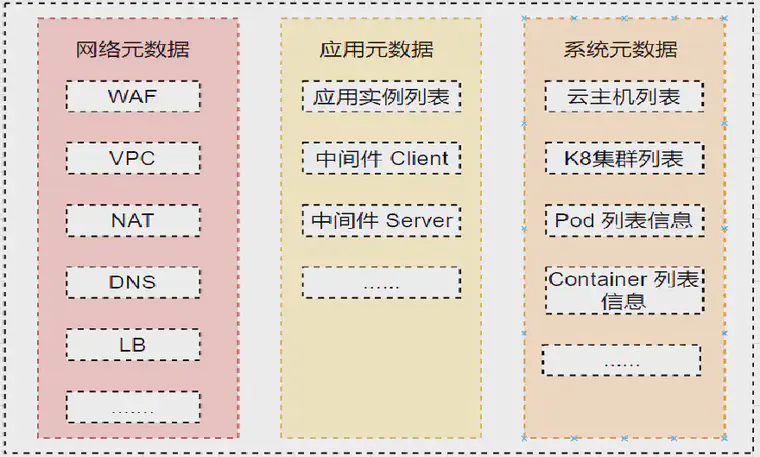 网络元数据
WAF
VPC
NAT
DNS
LB
.......
应用元数据
应用实例列表
中间件 Client
中间件 Server
......
系统元数据
云主机列表
K8集群列表
Pod 列表信息
Container 列表
信息
......